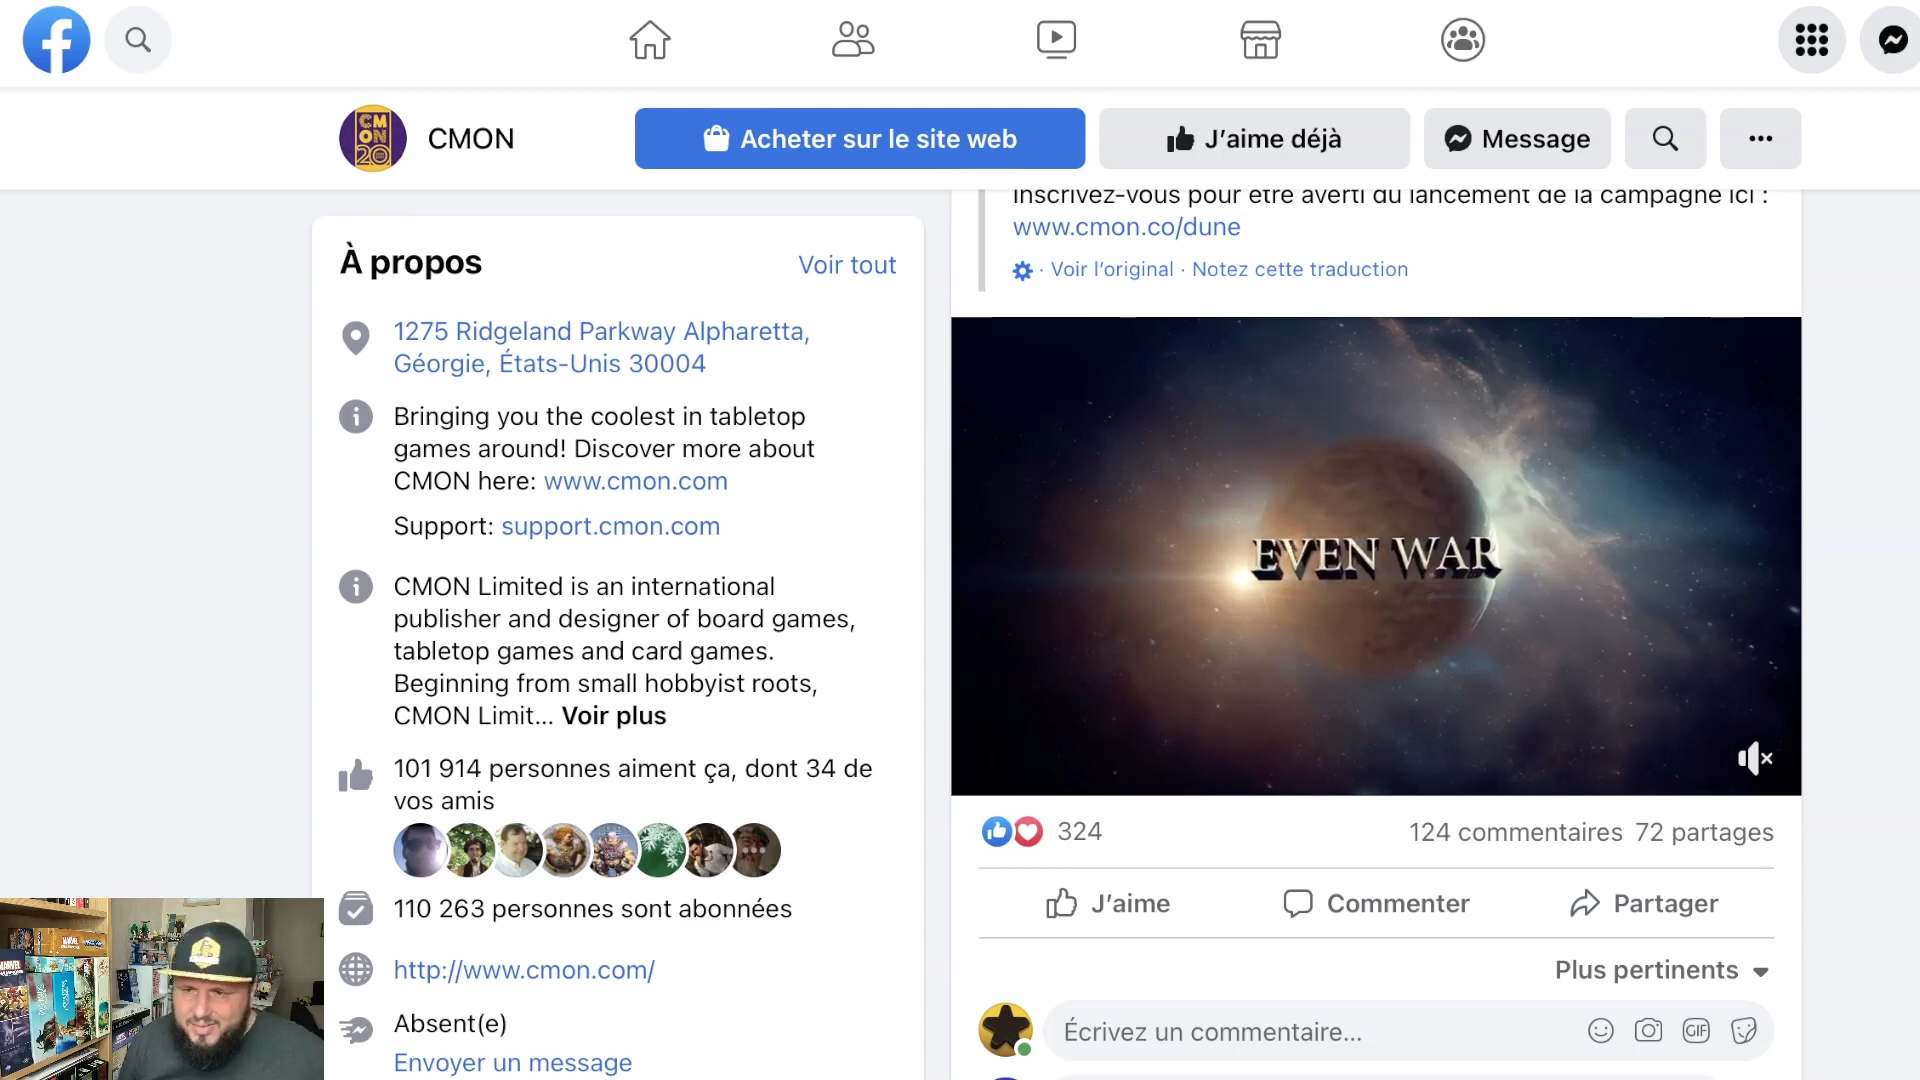 CMON
Acheter sur le site web
J'aime déjà
Message
CM
ON
20
Inscrivez-vous pour être averti du lancement de la campagne ici :
www.cmon.co/dune
Voir l'original · Notez cette traduction
À propos
Voir tout
1275 Ridgeland Parkway Alpharetta,
Géorgie, États-Unis 30004
Bringing you the coolest in tabletop
games around! Discover more about
CMON here: www.cmon.com
Support: support.cmon.com
CMON Limited is an international
publisher and designer of board games,
tabletop games and card games.
Beginning from small hobbyist roots,
CMON Limit... Voir plus
101 914 personnes aiment ça, dont 34 de
vos amis
110 263 personnes sont abonnées
http://www.cmon.com/
Absent(e)
Envoyer un message
EVEN WAR
324
124 commentaires 72 partages
J'aime
Commenter
Partager
Plus pertinents
Écrivez un commentaire...
GIF
MARVEL